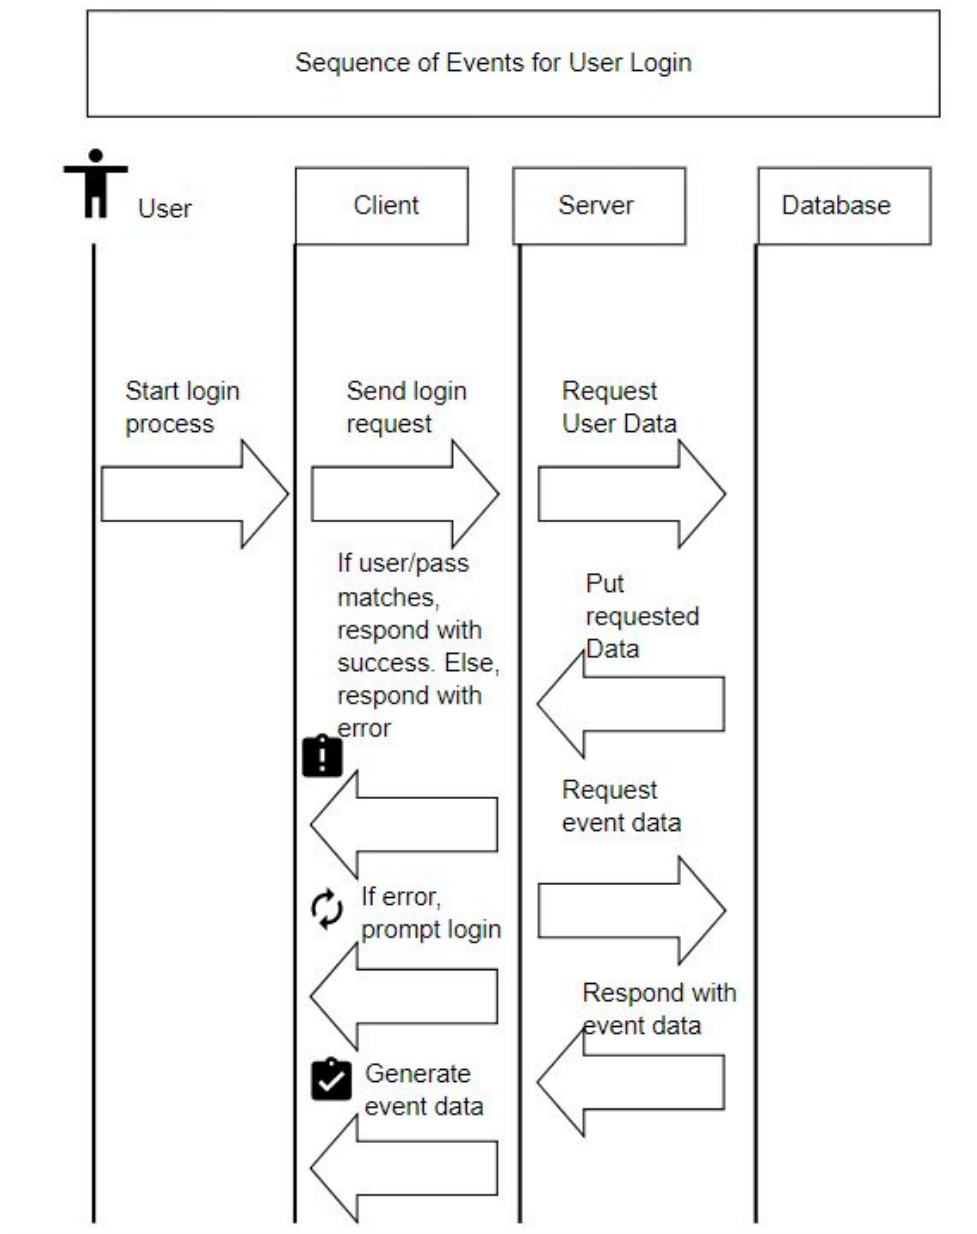 Sequence of Events for User Login
User
Client
Server
Database
Start login
process
Send login
request
Request
User Data
If user/pass
matches,
respond with
success. Else,
respond with
error
Put
requested
Data
Request
event data
If error,
prompt login
Respond with
event data
Generate
event data